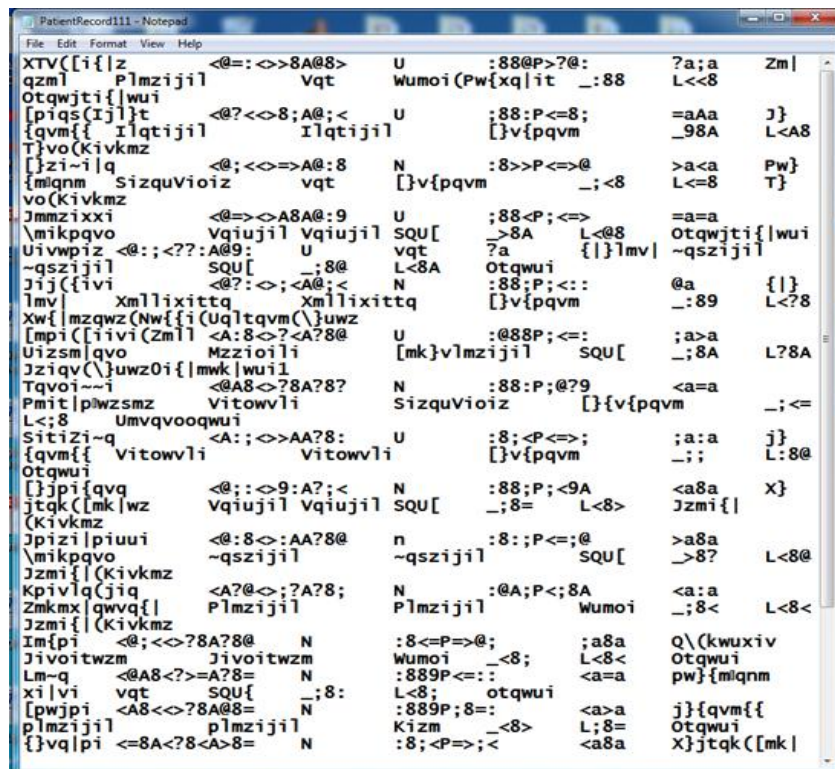 PatientRecord111 - Notepad
File Edit Format View Help
XTV([i{|z <@=:<>>8A@8> U :88@P>?@: ?a;a Zm|
qzml Plmzijil Vqt Wumoi(Pw{xq|it _:88 L<<8
Otqwjti{|wui
[piqs(Ijl}t <@?<<>8;A@;< U ;88:P<=8; =aAa J}
{qvm{{ Ilqtijil Ilqtijil []v{pqvm _98A L<A8
T}vo(Kivkmz
[}zi~i|q <@;<<>=>A@:8 N :8>>P<=>@ >a<a Pw}
SizquVioiz vqt []v{pqvm _;<8 L<=8 T}
vo(Kivkmz
Jmmzixxi <@=><>A8A@:9 U ;88<P;<=> =a=a
\mikpqvo Vqiujil Vqiujil SQU[ _>8A L<@8 Otqwjti{|wui
Uivwpiz <@:;<??:A@9: U vqt ?a {|}lmv| ~qszijil
~qszijil SQU[ _;8@ L<8A Otqwui
Jij({ivi <@?:<>;<A@;< N :88;P;<:: @a {|}
lmv| Xmllixittq Xmllixittq []v{pqvm _:89 L<?8
Xw{|mzqwz(Nw{{i(Uqltqvm(\}uwz
[mpi([iivi(Zmll <A:8<>?<A?8@ U :@88P;<=: ;a>a
Uizsm|qvo Mzzioili [mk}vlmzijil SQU[ _;8A L?8A
Jziqv(\}uwz0i{|mwk|wui1
Tqvoi~~i <@A8<>?8A?8? N :88:P;@?9 <a=a
Vitowvli SizquVioiz []{v{pqvm _;<=
L<;8 Umvqvooqwui
SitiZi~q <A:;<>>AA?8: U :8;<P<=>; ;a:a j}
{qvm{{ Vitowvli Vitowvli []v{pqvm _;; L:8@
Otqwui
[}jpi{qvq <@;:<>9:A?;< N :88;P;<9A <a8a X}
jtqk([mk|wz Vqiujil Vqiujil SQU[ _;8= L<8> Jzmi{|
(Kivkmz
Jpizi|piuui <@:8<>:AA?8@ n :8:;P<=;@ >a8a
\mikpqvo ~qszijil ~qszijil SQU[ _>8? L<8@
Jzmi{|(Kivkmz
Kpivlq(jiq <A?@<>;?A?8; N :@A;P<;8A <a:a
Zmkmx|qwvq{| Plmzijil Plmzijil Wumoi _;8< L<8<
Jzmi{|(Kivkmz
Im{pi <@;<<>?8A?8@ N :8<=P=>@; ;a8a Q\(kwuxiv
Jivoitwzm Jivoitwzm Wumoi _<8; L<8< Otqwui
Lm~q <@A8<?>=A?8= N :889P<=:: <a=a
xi|vi vqt SQU{ _;8: L<8; otqwui
[pwjpi <A8<<>?8A@8= N :889P;8=: <a>a j}{qvm{{
plmzijil plmzijil Kizm _<8> L;8= Otqwui
{}vq|pi <=8A<?8<A>8= N :8;<P=>;< <a8a X}jtqk([mk|